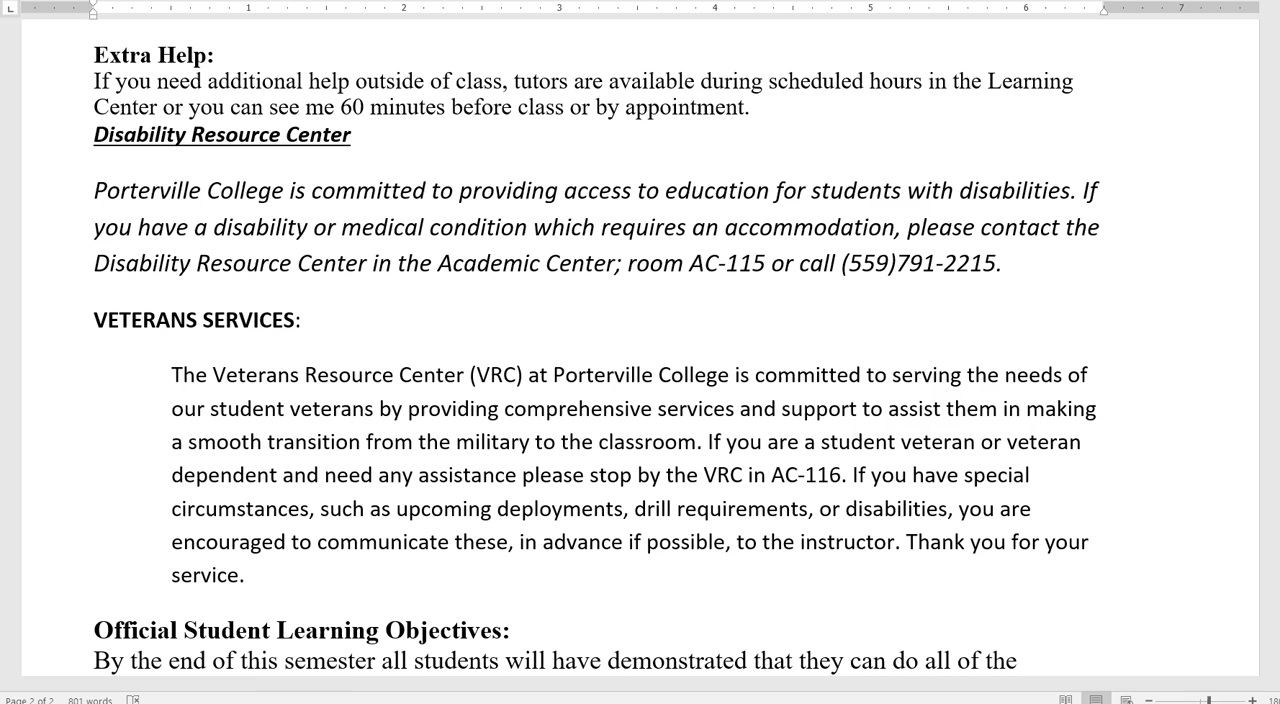 1 2 3 4 5 6 7
Extra Help:
If you need additional help outside of class, tutors are available during scheduled hours in the Learning
Center or you can see me 60 minutes before class or by appointment.
Disability Resource Center
Porterville College is committed to providing access to education for students with disabilities. If
you have a disability or medical condition which requires an accommodation, please contact the
Disability Resource Center in the Academic Center; room AC-115 or call (559)791-2215.
VETERANS SERVICES:
The Veterans Resource Center (VRC) at Porterville College is committed to serving the needs of
our student veterans by providing comprehensive services and support to assist them in making
a smooth transition from the military to the classroom. If you are a student veteran or veteran
dependent and need any assistance please stop by the VRC in AC-116. If you have special
circumstances, such as upcoming deployments, drill requirements, or disabilities, you are
encouraged to communicate these, in advance if possible, to the instructor. Thank you for your
service.
Official Student Learning Objectives:
By the end of this semester all students will have demonstrated that they can do all of the
Page 2 of 2 801 words